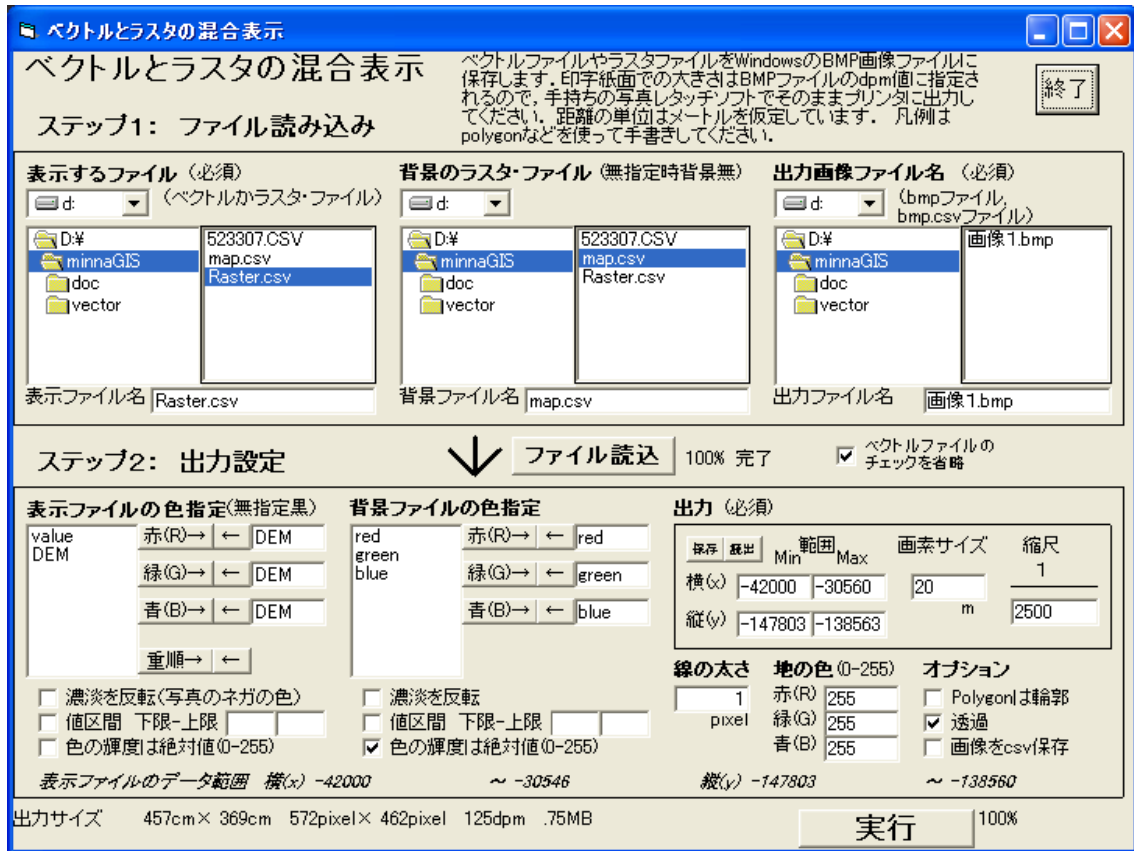 ベクトルとラスタの混合表示
ベクトルとラスタの混合表示
ベクトルファイルやラスタファイルをWindowsのBMP画像ファイルに
保存します.印字紙面での大きさはBMPファイルのdpm値に指定さ
れるので,手持ちの写真レタッチソフトでそのままプリンタに出力し
てください. 距離の単位はメートルを仮定しています. 凡例は
polygonなどを使って手書きしてください.
終了
ステップ1: ファイル読み込み
表示するファイル (必須)
d:
(ベクトルかラスタ・ファイル)
D:¥
minnaGIS
doc
vector
523307.CSV
map.csv
Raster.csv
表示ファイル名 Raster.csv
背景のラスタ・ファイル (無指定時背景無)
d:
D:¥
minnaGIS
doc
vector
523307.CSV
map.csv
Raster.csv
背景ファイル名 map.csv
出力画像ファイル名 (必須)
d:
(bmpファイル,
bmp.csvファイル)
D:¥
minnaGIS
doc
vector
画像1.bmp
出力ファイル名 画像1.bmp
ステップ2: 出力設定
ファイル読込 100% 完了
ベクトルファイルの
チェックを省略
表示ファイルの色指定(無指定黒)
value
DEM
赤(R)→ ← DEM
緑(G)→ ← DEM
青(B)→ ← DEM
重順→ ←
濃淡を反転(写真のネガの色)
値区間 下限-上限
色の輝度は絶対値(0-255)
背景ファイルの色指定
red
green
blue
赤(R)→ ← red
緑(G)→ ← green
青(B)→ ← blue
濃淡を反転
値区間 下限-上限
色の輝度は絶対値(0-255)
出力 (必須)
保存 読出 Min 範囲 Max
横(x) -42000 -30560
縦(y) -147803 -138563
画素サイズ
20
m
縮尺
1
2500
線の太さ
1
pixel
地の色(0-255)
赤(R) 255
緑(G) 255
青(B) 255
オプション
Polygonは輪郭
透過
画像をcsv保存
表示ファイルのデータ範囲 横(x) -42000 ~ -30546 縦(y) -147803 ~ -138560
出力サイズ 457cm× 369cm 572pixel× 462pixel 125dpm .75MB
実行 100%